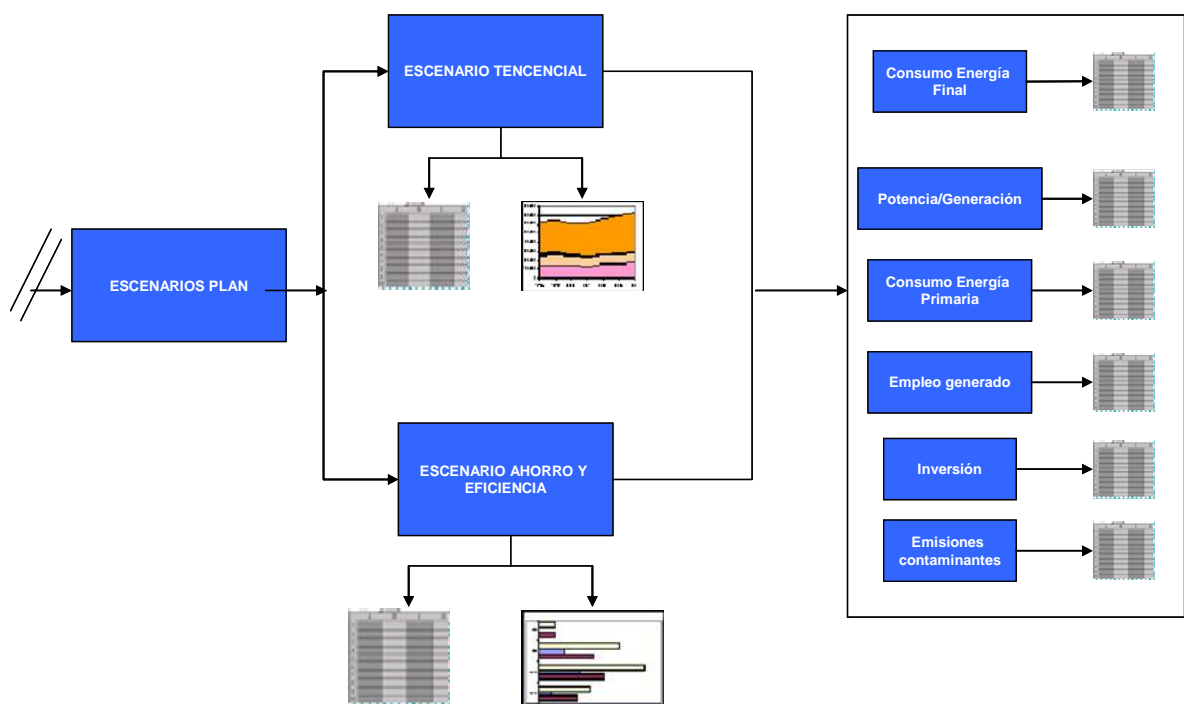 ESCENARIO TENCENCIAL
ESCENARIOS PLAN
ESCENARIO AHORRO Y
EFICIENCIA
Consumo Energía
Final
Potencia/Generación
Consumo Energía
Primaria
Empleo generado
Inversión
Emisiones
contaminantes